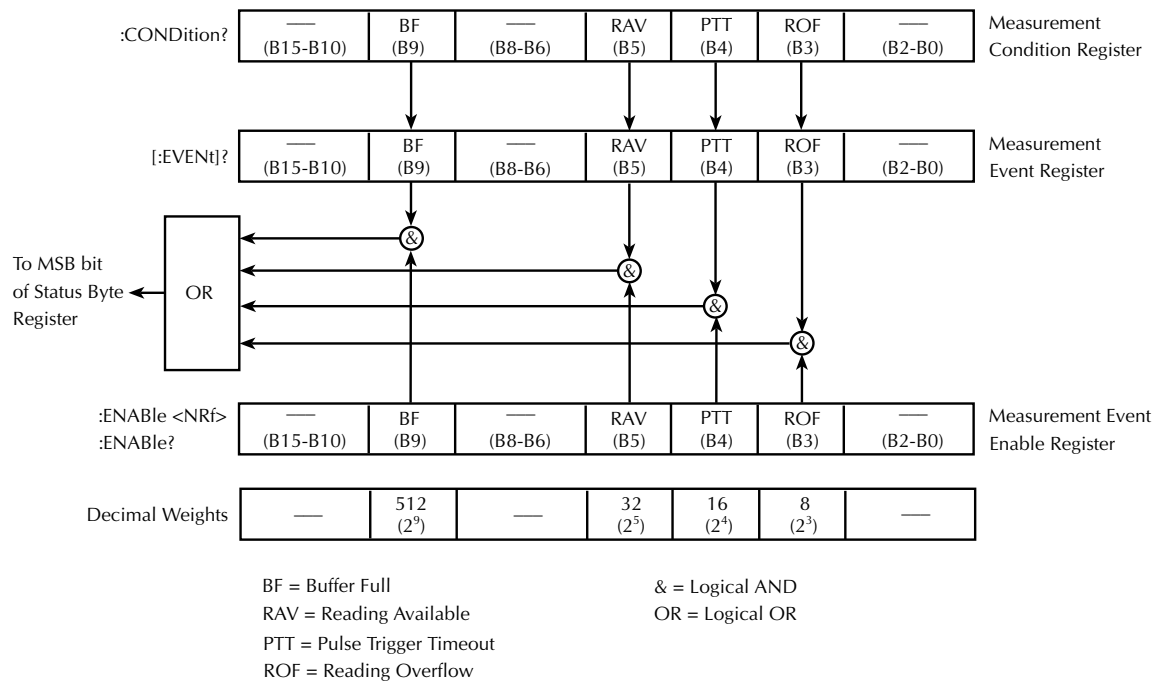 :CONDition?
—— BF —— RAV PTT ROF ——
(B15-B10) (B9) (B8-B6) (B5) (B4) (B3) (B2-B0)
Measurement
Condition Register
[:EVENt]?
—— BF —— RAV PTT ROF ——
(B15-B10) (B9) (B8-B6) (B5) (B4) (B3) (B2-B0)
Measurement
Event Register
&
&
&
&
To MSB bit
of Status Byte
Register
OR
:ENABle <NRf>
:ENABle?
—— BF —— RAV PTT ROF ——
(B15-B10) (B9) (B8-B6) (B5) (B4) (B3) (B2-B0)
Measurement Event
Enable Register
Decimal Weights
—— 512 —— 32 16 8 ——
(2⁹) (2⁵) (2⁴) (2³)
BF = Buffer Full
RAV = Reading Available
PTT = Pulse Trigger Timeout
ROF = Reading Overflow
& = Logical AND
OR = Logical OR